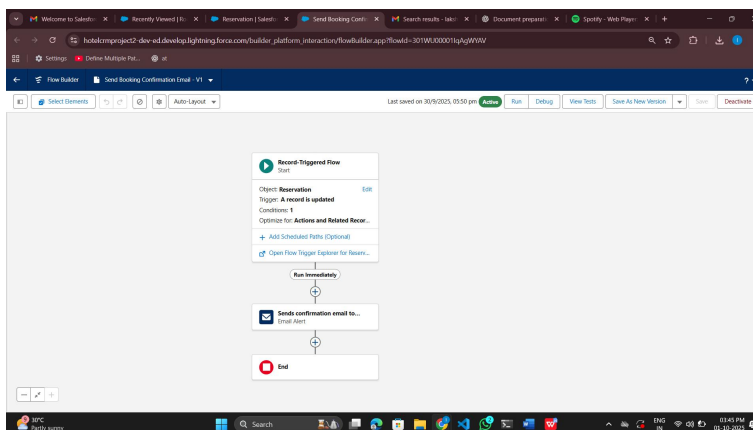 Welcome to Salesfor
Recently Viewed | Re
Reservation | Salesfo
Send Booking Confir
Search results - laks
Document preparati
Spotify - Web Player
hotelcrmproject2-dev-ed.develop.lightning.force.com/builder_platform_interaction/flowBuilder.app?flowId=301WU00001IqAgWYAV
Settings
Define Multiple Pat...
at
Flow Builder
Send Booking Confirmation Email - V1
?
Select Elements
Auto-Layout
Last saved on 30/9/2025, 05:50 pm
Active
Run
Debug
View Tests
Save As New Version
Save
Deactivate
Record-Triggered Flow
Start
Object: Reservation
Edit
Trigger: A record is updated
Conditions: 1
Optimize for: Actions and Related Recor...
+ Add Scheduled Paths (Optional)
Open Flow Trigger Explorer for Reserv...
Run Immediately
Sends confirmation email to...
Email Alert
End
30°C
Partly sunny
Search
ENG
IN
03:45 PM
01-10-2025